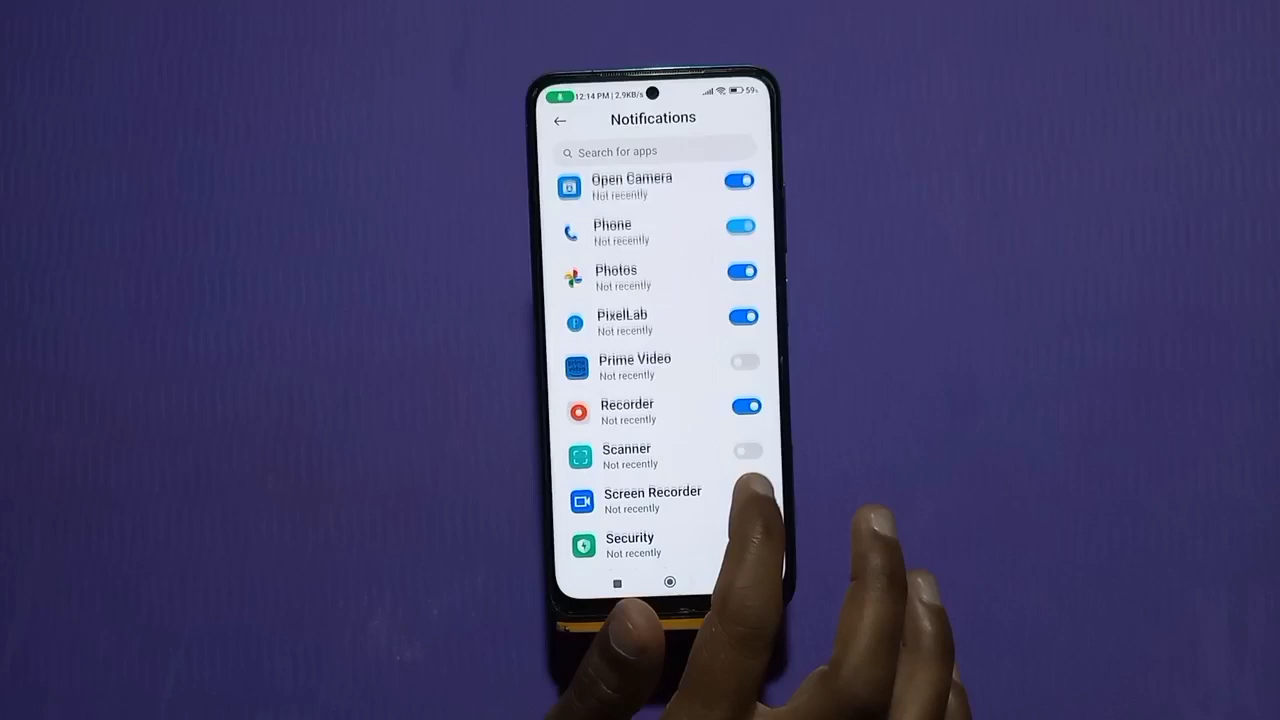 12:14 PM | 2.9KB/s
59
Notifications
Search for apps
Open Camera
Not recently
Phone
Not recently
Photos
Not recently
PixelLab
Not recently
Prime Video
Not recently
Recorder
Not recently
Scanner
Not recently
Screen Recorder
Not recently
Security
Not recently